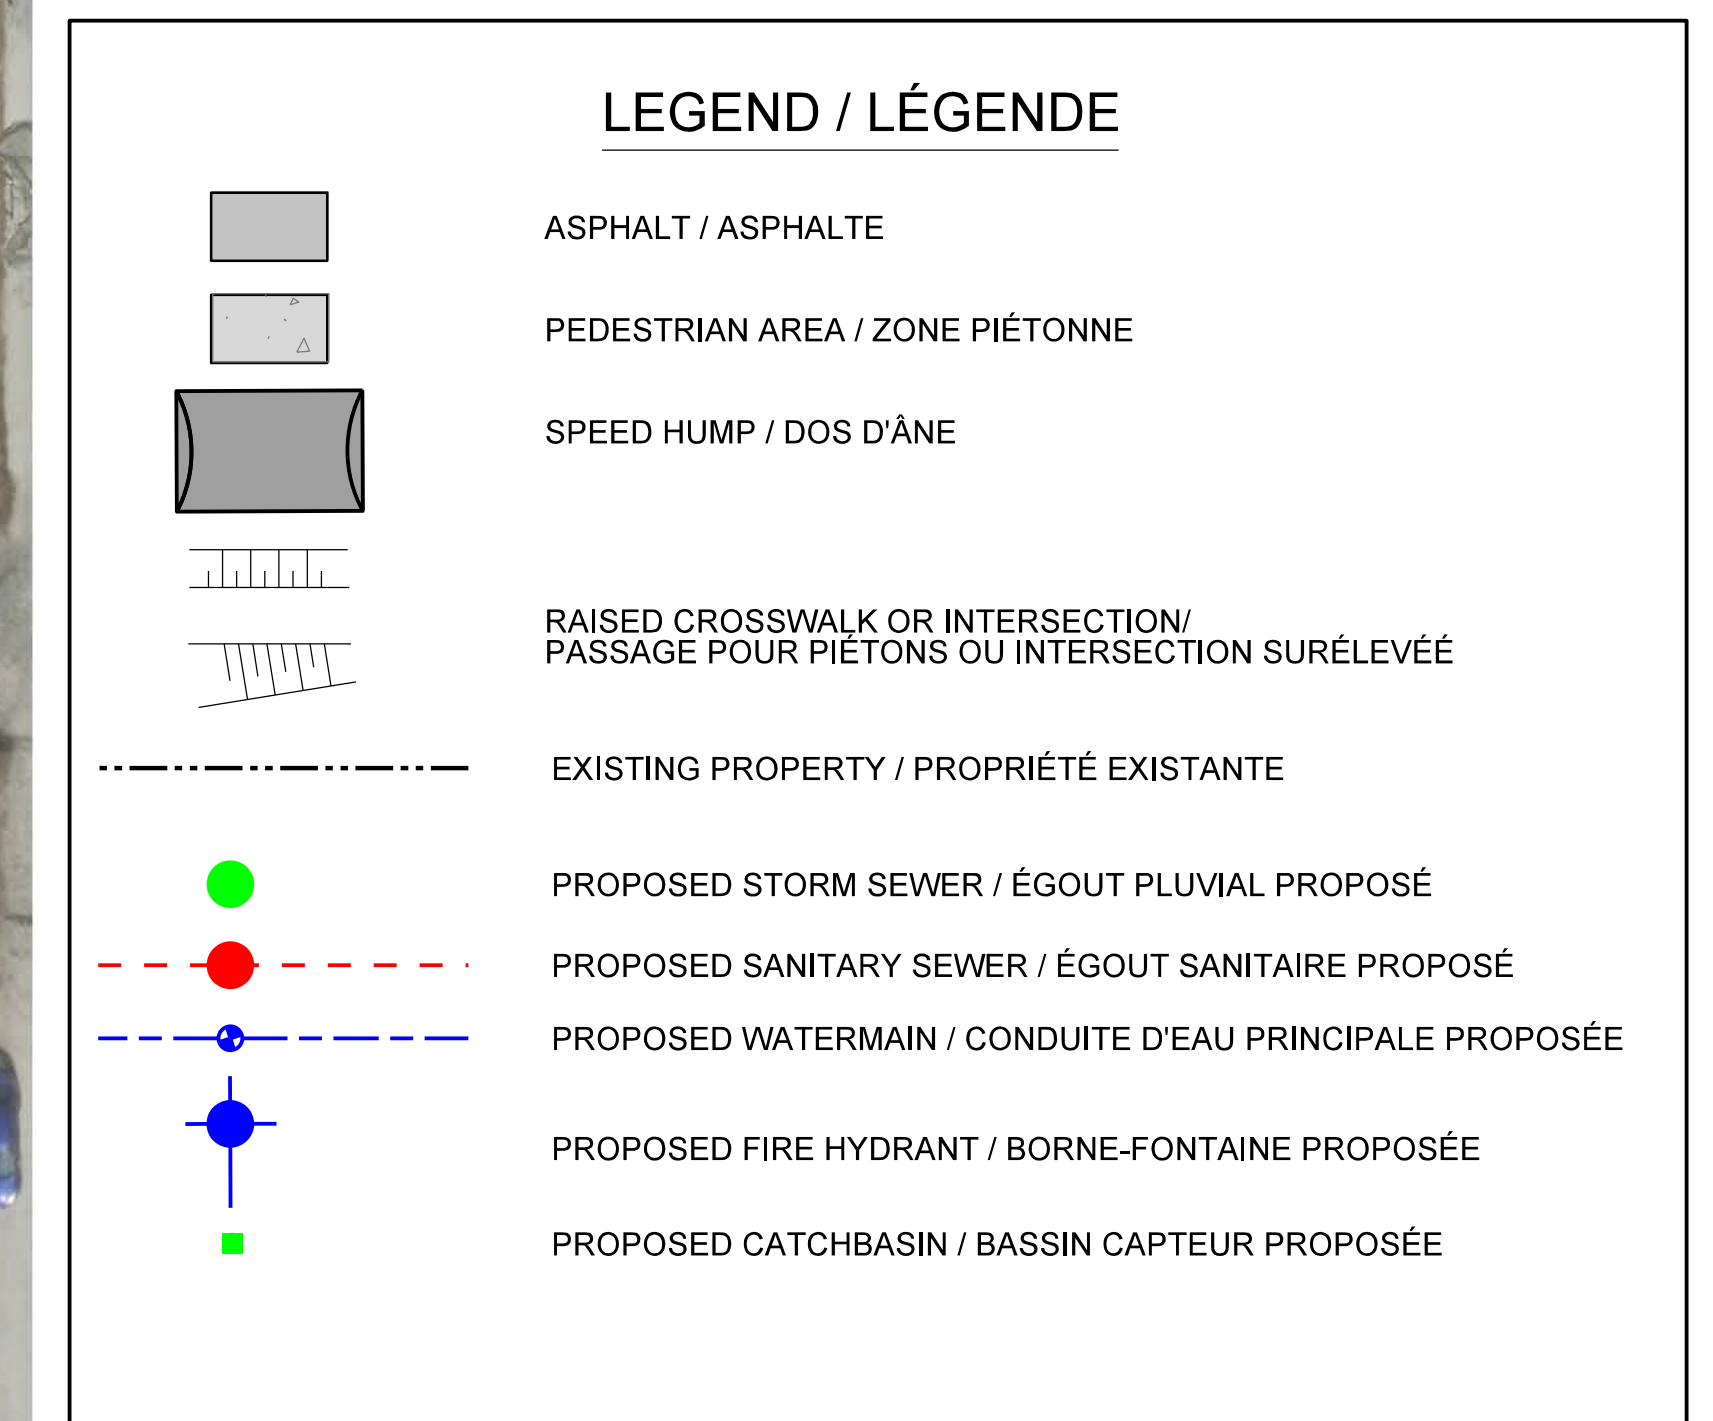 LEGEND / LÉGENDE
ASPHALT / ASPHALTE
PEDESTRIAN AREA / ZONE PIÉTONNE
SPEED HUMP / DOS D'ÂNE
RAISED CROSSWALK OR INTERSECTION/
PASSAGE POUR PIÉTONS OU INTERSECTION SURÉLEVÉÉ
EXISTING PROPERTY / PROPRIÉTÉ EXISTANTE
PROPOSED STORM SEWER / ÉGOUT PLUVIAL PROPOSÉ
PROPOSED SANITARY SEWER / ÉGOUT SANITAIRE PROPOSÉ
PROPOSED WATERMAIN / CONDUITE D'EAU PRINCIPALE PROPOSÉE
PROPOSED FIRE HYDRANT / BORNE-FONTAINE PROPOSÉE
PROPOSED CATCHBASIN / BASSIN CAPTEUR PROPOSÉE